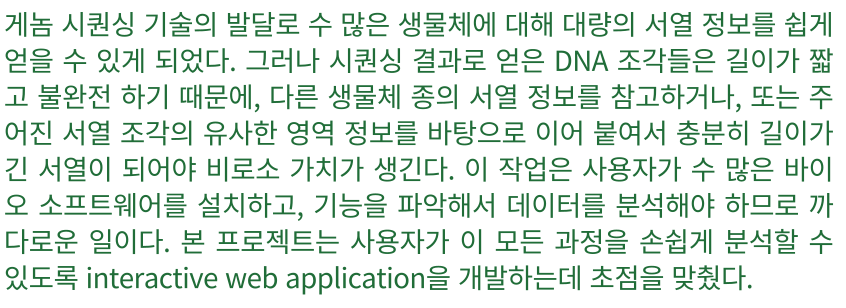 게놈 시퀀싱 기술의 발달로 수 많은 생물체에 대해 대량의 서열 정보를 쉽게
얻을 수 있게 되었다. 그러나 시퀀싱 결과로 얻은 DNA 조각들은 길이가 짧
고 불완전 하기 때문에, 다른 생물체 종의 서열 정보를 참고하거나, 또는 주
어진 서열 조각의 유사한 영역 정보를 바탕으로 이어 붙여서 충분히 길이가
긴 서열이 되어야 비로소 가치가 생긴다. 이 작업은 사용자가 수 많은 바이
오 소프트웨어를 설치하고, 기능을 파악해서 데이터를 분석해야 하므로 까
다로운 일이다. 본 프로젝트는 사용자가 이 모든 과정을 손쉽게 분석할 수
있도록 interactive web application을 개발하는데 초점을 맞췄다.